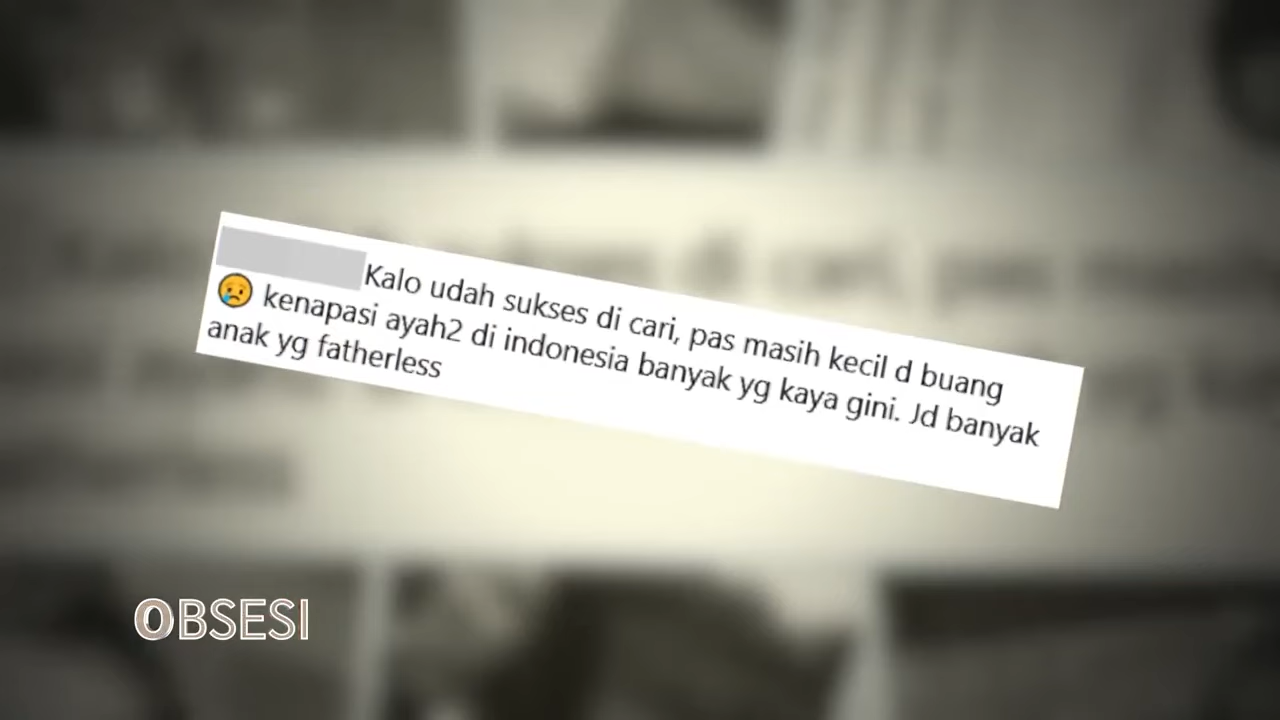 Kalo udah sukses di cari, pas masih kecil d buang
😢 kenapasi ayah2 di indonesia banyak yg kaya gini. Jd banyak
anak yg fatherless
OBSESI